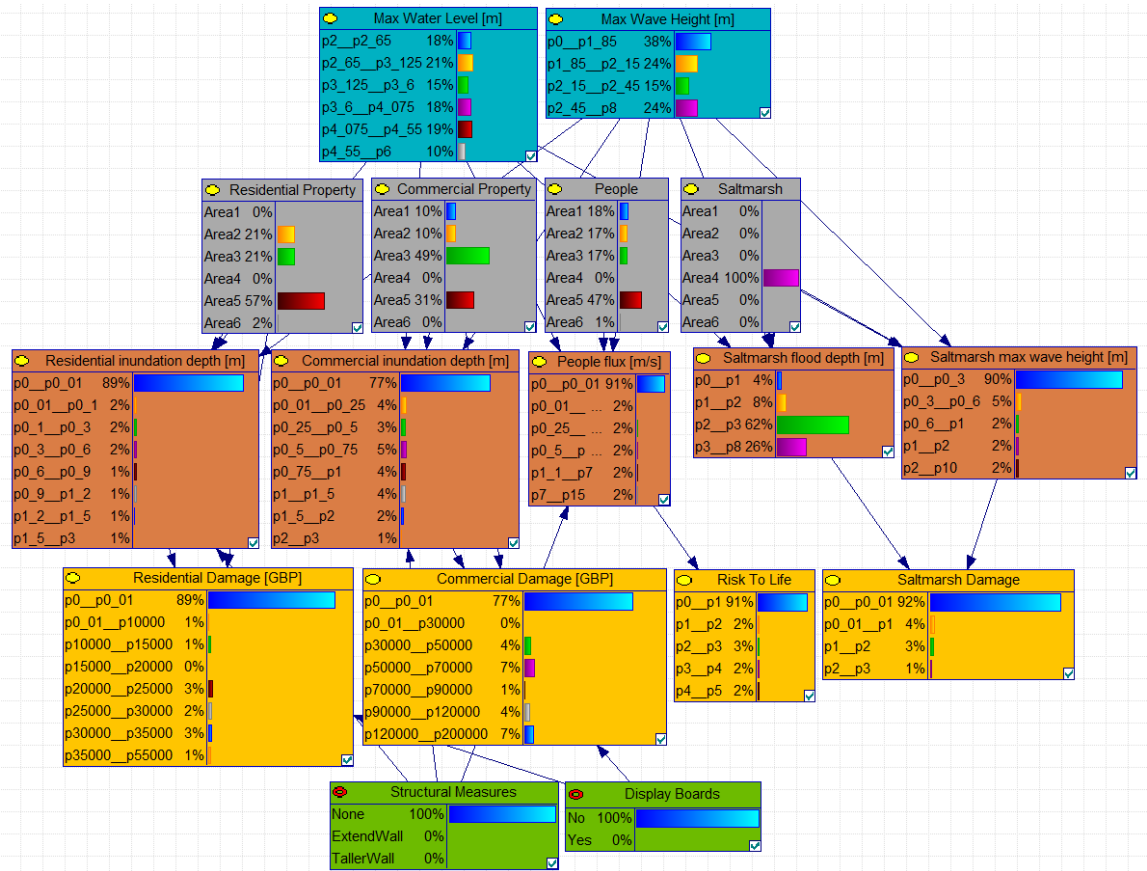 Max Water Level [m]
p2__p2_65 18%
p2_65__p3_125 21%
p3_125__p3_6 15%
p3_6__p4_075 18%
p4_075__p4_55 19%
p4_55__p6 10%
Max Wave Height [m]
p0__p1_85 38%
p1_85__p2_15 24%
p2_15__p2_45 15%
p2_45__p8 24%
Residential Property
Area1 0%
Area2 21%
Area3 21%
Area4 0%
Area5 57%
Area6 2%
Commercial Property
Area1 10%
Area2 10%
Area3 49%
Area4 0%
Area5 31%
Area6 0%
People
Area1 18%
Area2 17%
Area3 17%
Area4 0%
Area5 47%
Area6 1%
Saltmarsh
Area1 0%
Area2 0%
Area3 0%
Area4 100%
Area5 0%
Area6 0%
Residential inundation depth [m]
p0__p0_01 89%
p0_01__p0_1 2%
p0_1__p0_3 2%
p0_3__p0_6 2%
p0_6__p0_9 1%
p0_9__p1_2 1%
p1_2__p1_5 1%
p1_5__p3 1%
Commercial inundation depth [m]
p0__p0_01 77%
p0_01__p0_25 4%
p0_25__p0_5 3%
p0_5__p0_75 5%
p0_75__p1 4%
p1__p1_5 4%
p1_5__p2 2%
p2__p3 1%
People flux [m/s]
p0__p0_01 91%
p0_01__ ... 2%
p0_25__ ... 2%
p0_5__p ... 2%
p1_1__p7 2%
p7__p15 2%
Saltmarsh flood depth [m]
p0__p1 4%
p1__p2 8%
p2__p3 62%
p3__p8 26%
Saltmarsh max wave height [m]
p0__p0_3 90%
p0_3__p0_6 5%
p0_6__p1 2%
p1__p2 2%
p2__p10 2%
Residential Damage [GBP]
p0__p0_01 89%
p0_01__p10000 1%
p10000__p15000 1%
p15000__p20000 0%
p20000__p25000 3%
p25000__p30000 2%
p30000__p35000 3%
p35000__p55000 1%
Commercial Damage [GBP]
p0__p0_01 77%
p0_01__p30000 0%
p30000__p50000 4%
p50000__p70000 7%
p70000__p90000 1%
p90000__p120000 4%
p120000__p200000 7%
Risk To Life
p0__p1 91%
p1__p2 2%
p2__p3 3%
p3__p4 2%
p4__p5 2%
Saltmarsh Damage
p0__p0_01 92%
p0_01__p1 4%
p1__p2 3%
p2__p3 1%
Structural Measures
None 100%
ExtendWall 0%
TallerWall 0%
Display Boards
No 100%
Yes 0%